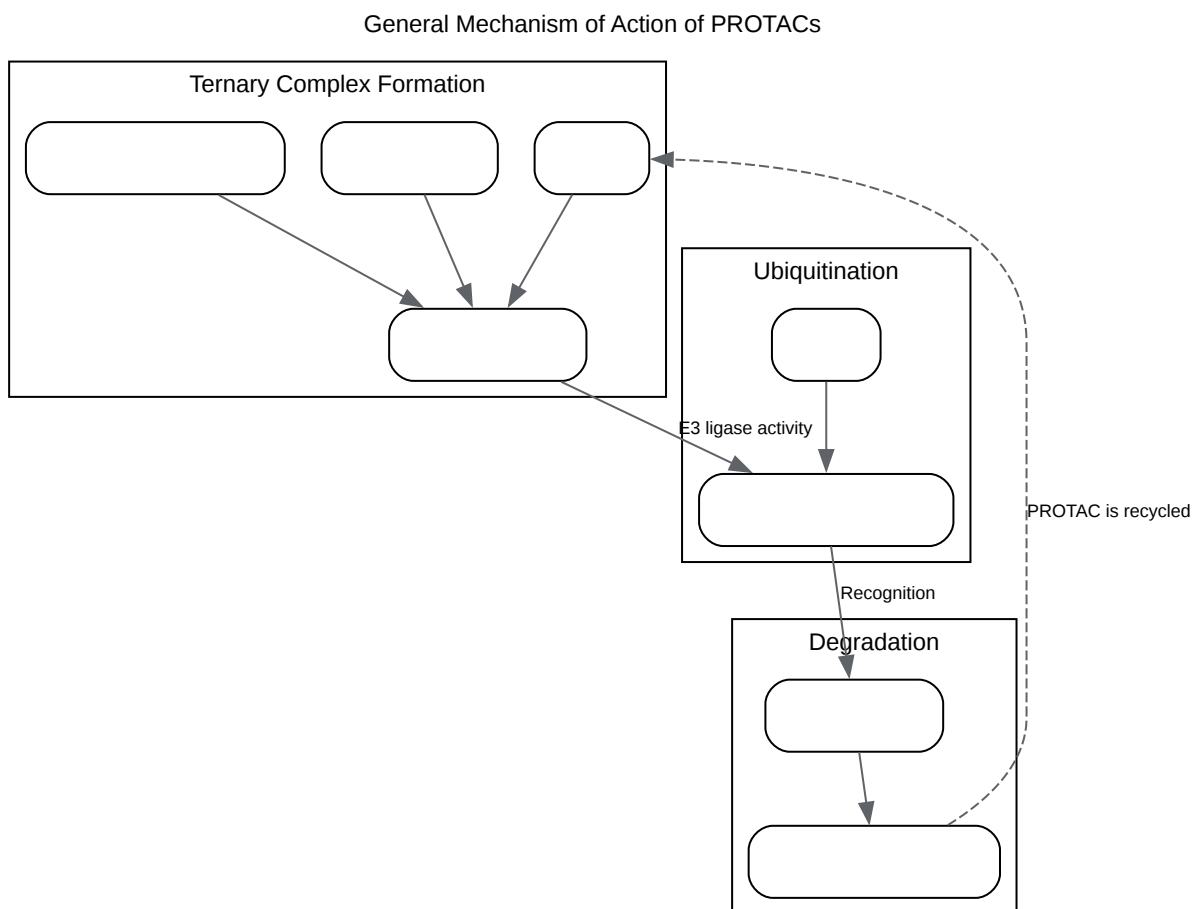 General Mechanism of Action of PROTACs
Ternary Complex Formation
Ubiquitination
E3 ligase activity
PROTAC is recycled
Recognition
Degradation